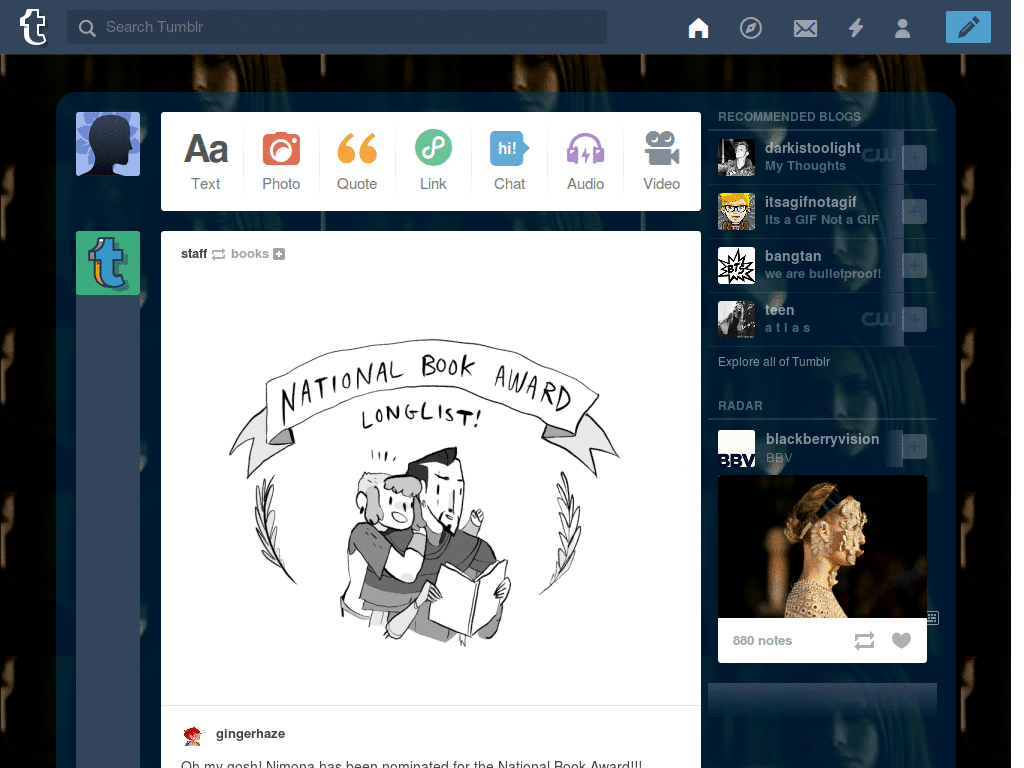 Search Tumblr
Aa
hi!
Text Photo Quote Link Chat Audio Video
RECOMMENDED BLOGS
darkistoolight
My Thoughts
CW
itsagifnotagif
Its a GIF Not a GIF
bangtan
we are bulletproof!
BTS
teen
a t l a s
CW
Explore all of Tumblr
RADAR
blackberryvision
BBV
BBV
880 notes
staff books
NATIONAL BOOK AWARD
LONGLIST!
gingerhaze
Oh my gosh! Nimona has been nominated for the National Book Award!!!